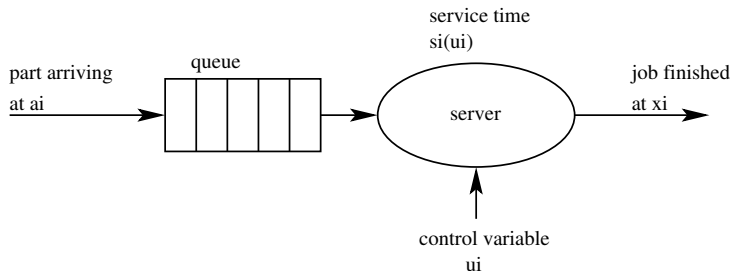 service time
si(ui)
queue
part arriving
at ai
job finished
at xi
server
control variable
ui